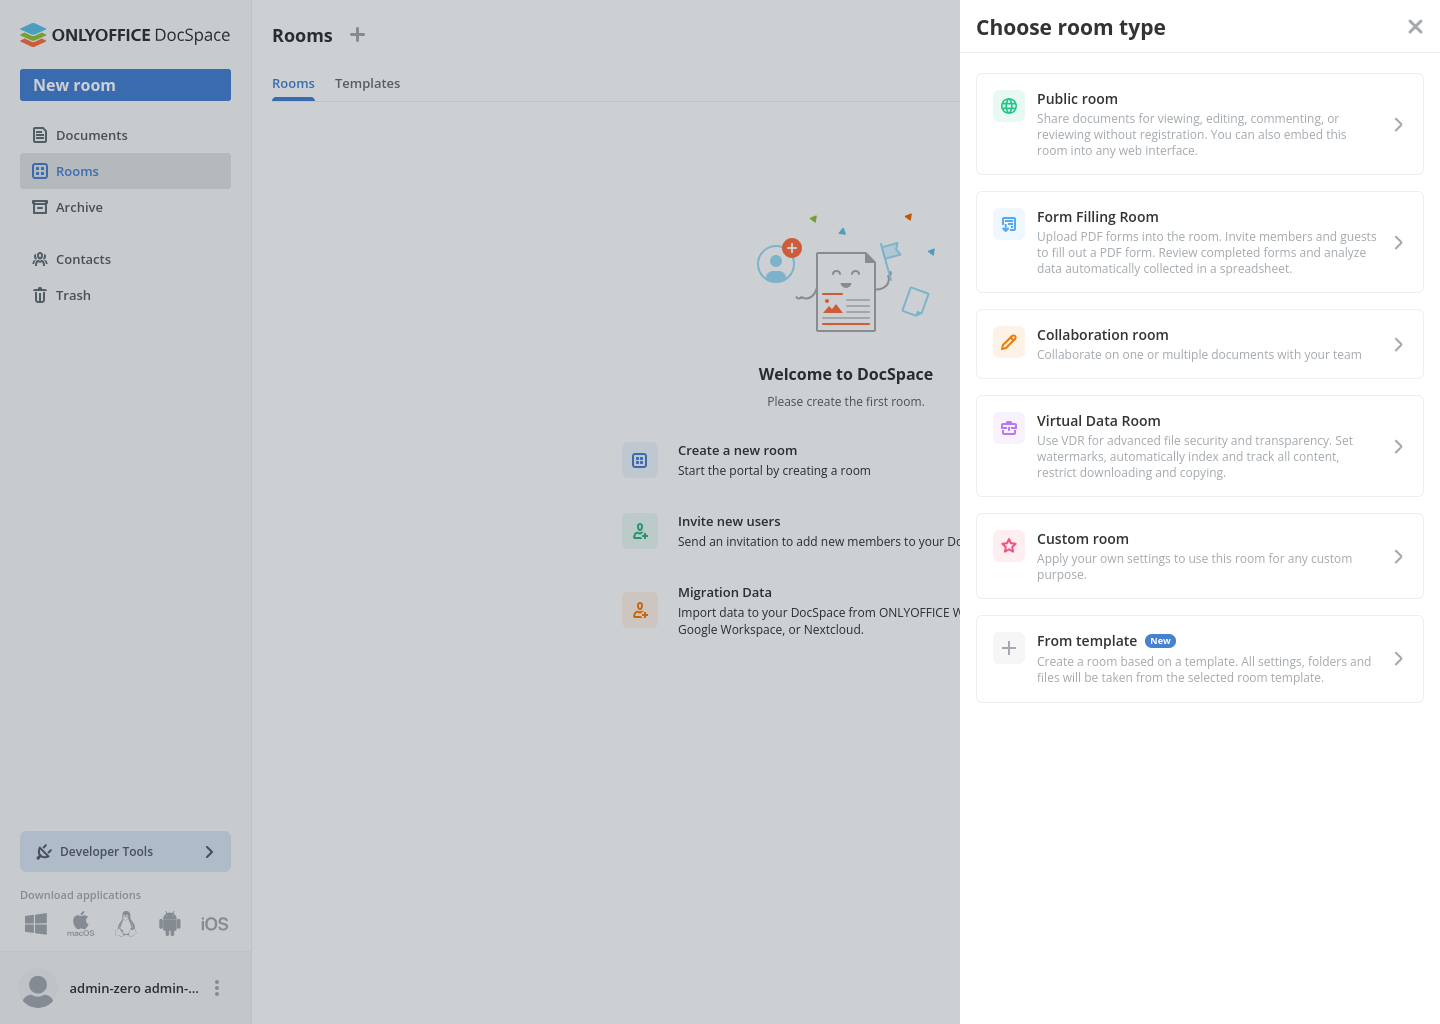 ONLYOFFICE DocSpace
New room
Documents
Rooms
Archive
Contacts
Trash
Developer Tools
Download applications
macOS
iOS
admin-zero admin-...
Rooms
Rooms
Templates
Welcome to DocSpace
Please create the first room.
Create a new room
Start the portal by creating a room
Invite new users
Send an invitation to add new members to your Do
Migration Data
Import data to your DocSpace from ONLYOFFICE W
Google Workspace, or Nextcloud.
Choose room type
Public room
Share documents for viewing, editing, commenting, or
reviewing without registration. You can also embed this
room into any web interface.
Form Filling Room
Upload PDF forms into the room. Invite members and guests
to fill out a PDF form. Review completed forms and analyze
data automatically collected in a spreadsheet.
Collaboration room
Collaborate on one or multiple documents with your team
Virtual Data Room
Use VDR for advanced file security and transparency. Set
watermarks, automatically index and track all content,
restrict downloading and copying.
Custom room
Apply your own settings to use this room for any custom
purpose.
From template New
Create a room based on a template. All settings, folders and
files will be taken from the selected room template.